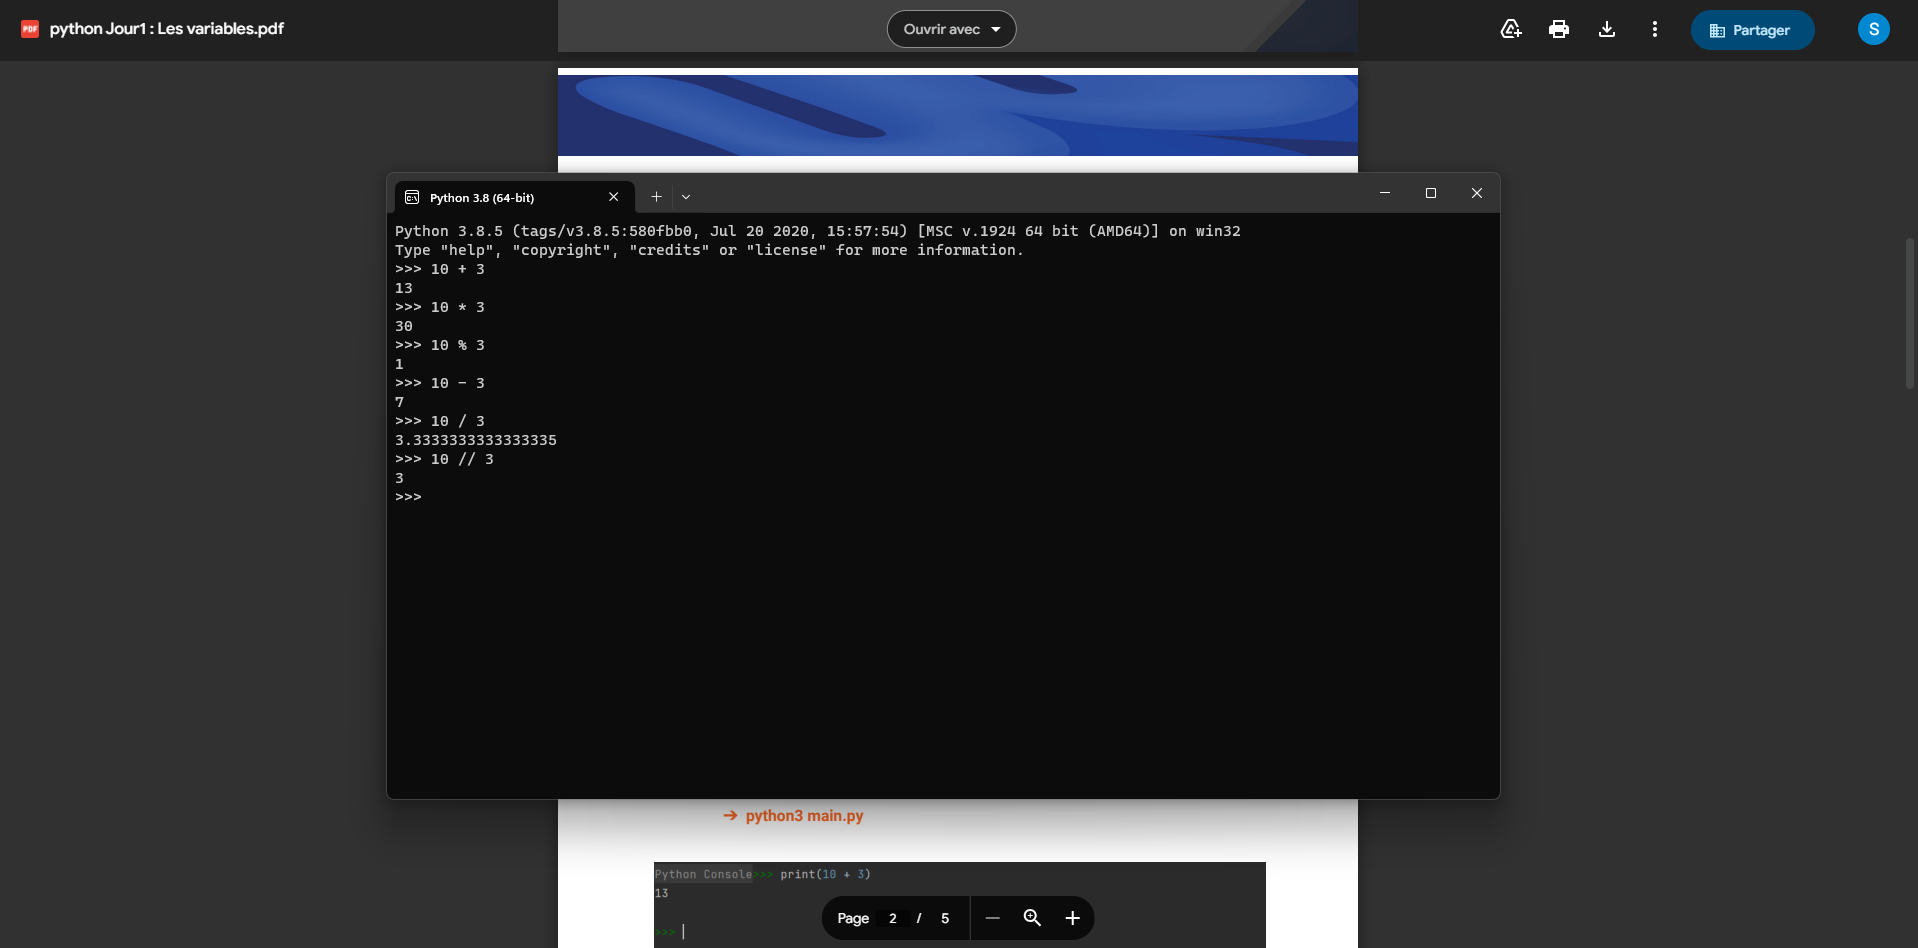 python Jour1 : Les variables.pdf
Ouvrir avec
Partager
S
Python 3.8 (64-bit)
Python 3.8.5 (tags/v3.8.5:580fbb0, Jul 20 2020, 15:57:54) [MSC v.1924 64 bit (AMD64)] on win32
Type "help", "copyright", "credits" or "license" for more information.
>>> 10 + 3
13
>>> 10 * 3
30
>>> 10 % 3
1
>>> 10 - 3
7
>>> 10 / 3
3.3333333333333335
>>> 10 // 3
3
>>>
➔ python3 main.py
Python Console>>> print(10 + 3)
13
>>>
Page 2 / 5